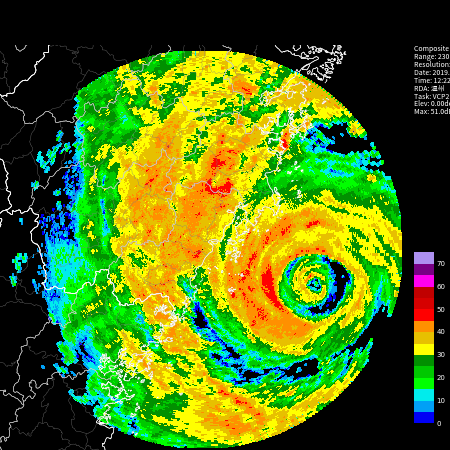 Composite
Range: 230
Resolution:
Date: 2019.
Time: 12:22
RDA: 温州
Task: VCP2
Elev: 0.00de
Max: 51.0d
70
60
50
40
30
20
10
0